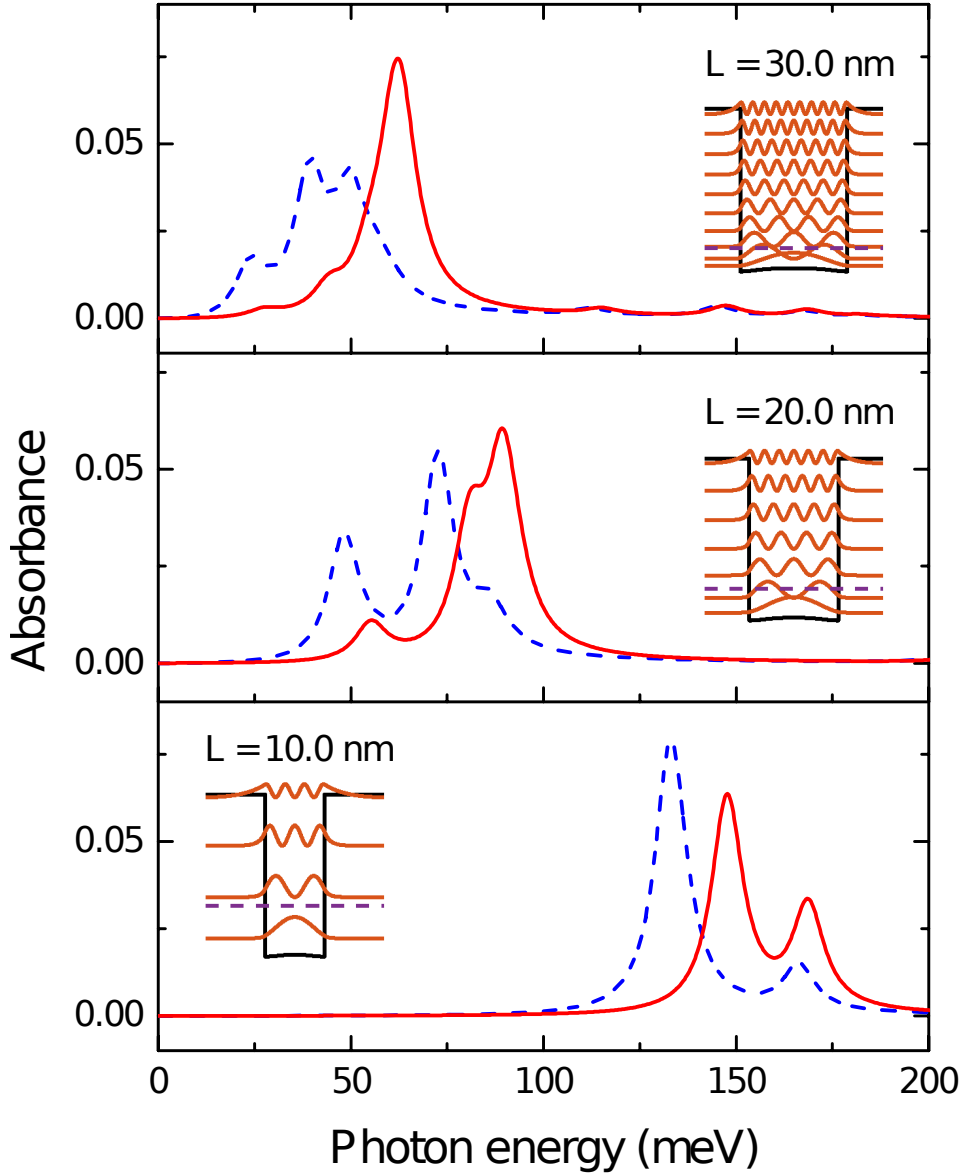 L = 30.0 nm
0.05
0.00
L = 20.0 nm
0.05
0.00
Absorbance
L = 10.0 nm
0.05
0.00
0 50 100 150 200
Photon energy (meV)